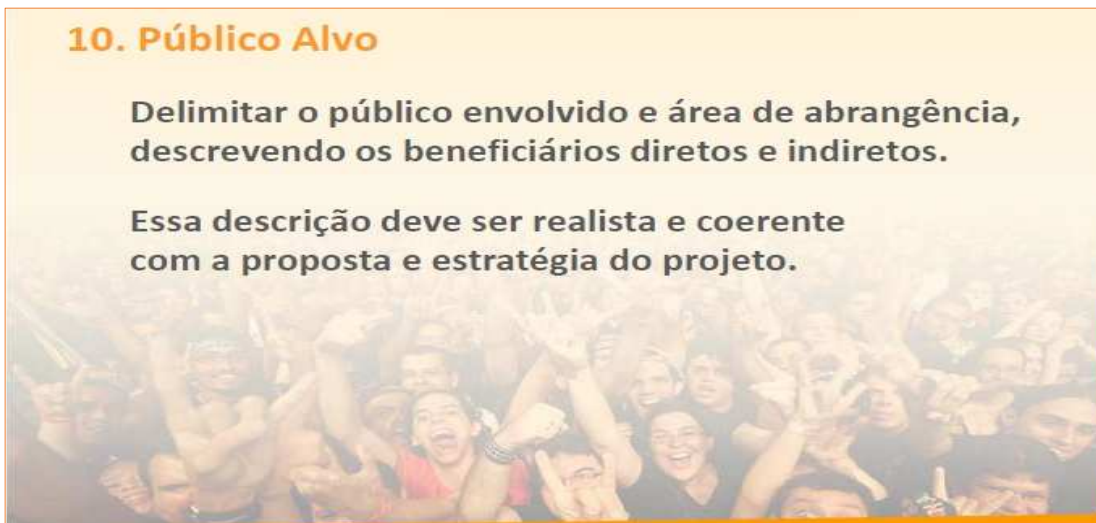 10. Público Alvo
Delimitar o público envolvido e área de abrangência,
descrevendo os beneficiários diretos e indiretos.
Essa descrição deve ser realista e coerente
com a proposta e estratégia do projeto.